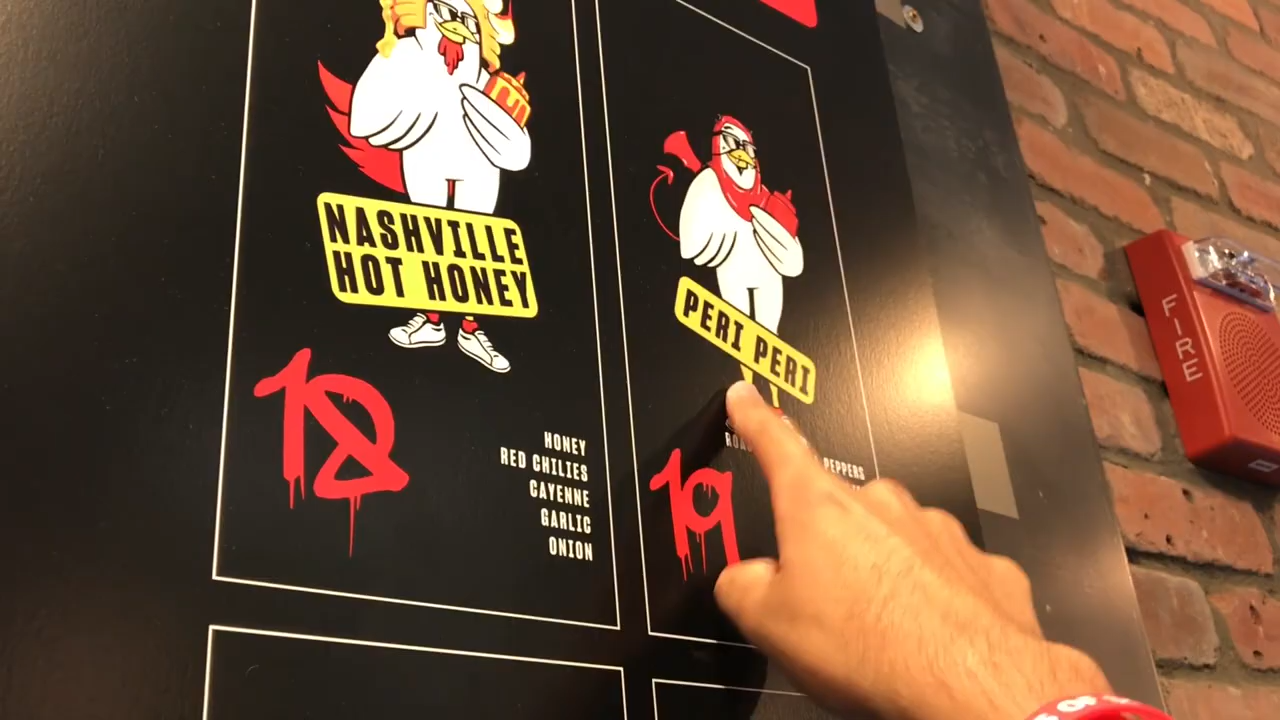 NASHVILLE
HOT HONEY
18
HONEY
RED CHILIES
CAYENNE
GARLIC
ONION
PERI PERI
19
PEPPERS
FIRE